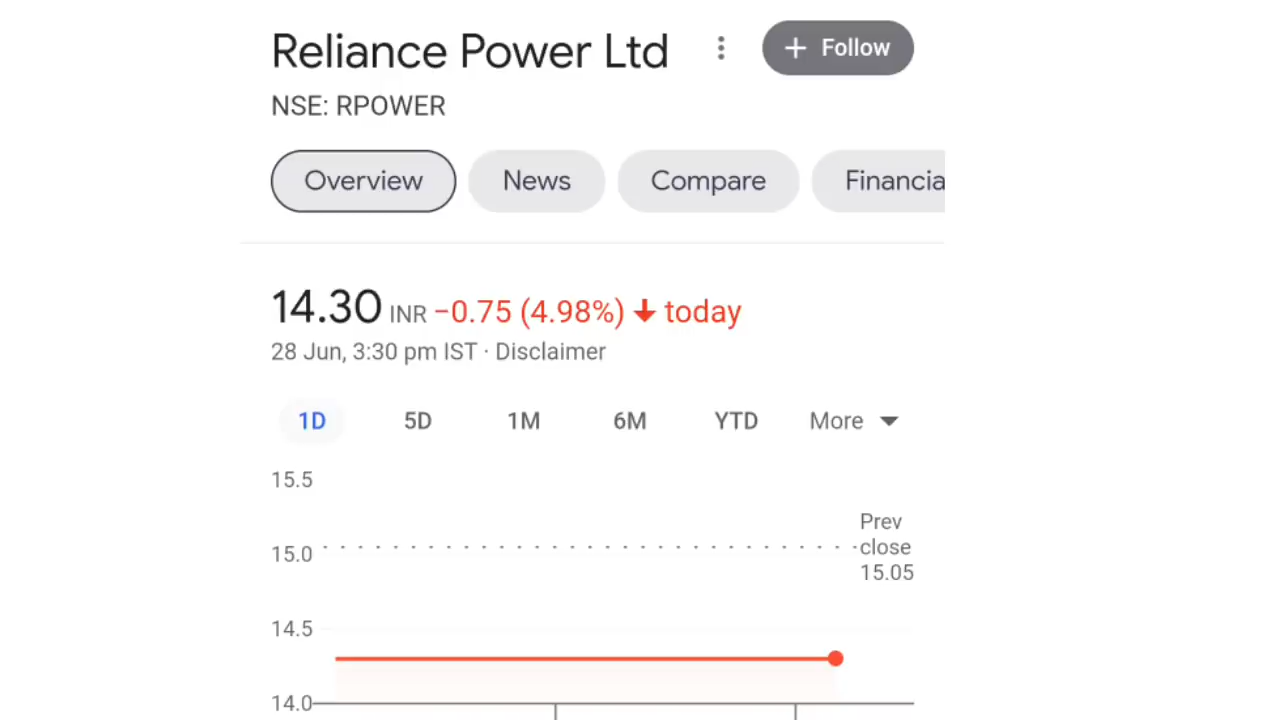 Reliance Power Ltd
+ Follow
NSE: RPOWER
Overview
News
Compare
Financia
14.30 INR −0.75 (4.98%) ↓ today
28 Jun, 3:30 pm IST · Disclaimer
1D
5D
1M
6M
YTD
More
15.5
15.0
14.5
14.0
Prev
close
15.05